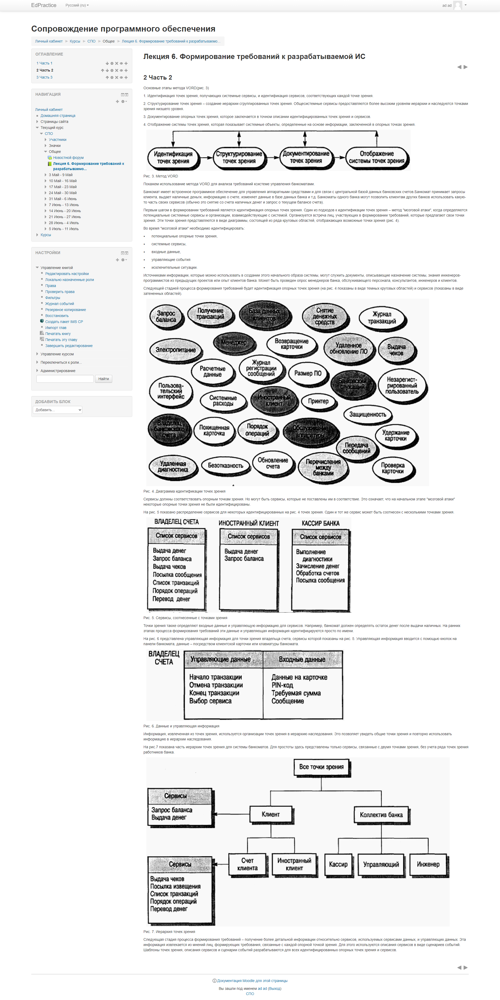 EdPractice
Русский (ru)
ad ad
Сопровождение программного обеспечения
Личный кабинет ► Курсы ► СПО ► Общее ► Лекция 6. Формирование требований к разрабатываемо...
ОГЛАВЛЕНИЕ
1 Часть 1
2 Часть 2
3 Часть 3
НАВИГАЦИЯ
Личный кабинет
Домашняя страница
Страницы сайта
Текущий курс
СПО
Участники
Значки
Общее
Новостной форум
Лекция 6. Формирование требований к
разрабатываемо...
3 Май - 9 Май
10 Май - 16 Май
17 Май - 23 Май
24 Май - 30 Май
31 Май - 6 Июнь
7 Июнь - 13 Июнь
14 Июнь - 20 Июнь
21 Июнь - 27 Июнь
28 Июнь - 4 Июль
5 Июль - 11 Июль
Курсы
НАСТРОЙКИ
Управление книгой
Редактировать настройки
Локально назначенные роли
Права
Проверить права
Фильтры
Журнал событий
Резервное копирование
Восстановить
Создать пакет IMS CP
Импорт глав
Печатать книгу
Печатать эту главу
Завершить редактирование
Управление курсом
Переключиться к роли...
Администрирование
Найти
ДОБАВИТЬ БЛОК
Добавить...
Лекция 6. Формирование требований к разрабатываемой ИС
2 Часть 2
Основные этапы метода VORD(рис. 3)
1. Идентификация точек зрения, получающих системные сервисы, и идентификация сервисов, соответствующих каждой точке зрения.
2. Структурирование точек зрения – создание иерархии сгруппированных точек зрения. Общесистемные сервисы предоставляются более высоким уровням иерархии и наследуются точками
зрения низшего уровня.
3. Документирование опорных точек зрения, которое заключается в точном описании идентифицированных точек зрения и сервисов.
4. Отображение системы точек зрения, которая показывает системные объекты, определенные на основе информации, заключенной в опорных точках зрения.
Идентификация точек зрения
Структурирование точек зрения
Документирование точек зрения
Отображение системы точек зрения
Рис. 3. Метод VORD
Покажем использование метода VORD для анализа требований ксистеме управления банкоматами.
Банкомат имеет встроенное программное обеспечение для управления аппаратными средствами и для связи с центральной базой данных банковских счетов.Банкомат принимает запросы
клиента, выдает наличные деньги, информацию о счете, изменяет данные в базе данных банка и т.д. Банкоматы одного банка могут позволить клиентам других банков использовать какую-
то часть своих сервисов (обычно это снятие со счета наличных денег и запрос о текущем балансе счета).
Первым шагом в формировании требований является идентификация опорных точек зрения. Один из подходов к идентификации точек зрения – метод "мозговой атаки", когда определяются
потенциальные системные сервисы и организации, взаимодействующие с системой. Организуется встреча лиц, участвующих в формировании требований, которые предлагают свои точки
зрения. Эти точки зрения представляются в виде диаграммы, состоящей из ряда круговых областей, отображающих возможные точки зрения (рис. 4).
Во время "мозговой атаки" необходимо идентифицировать:
• потенциальные опорные точки зрения,
• системные сервисы,
• входные данные,
• управляющие события
• исключительные ситуации.
Источниками информации, которые можно использовать в создании этого начального образа системы, могут служить документы, описывающие назначение системы, знания инженеров-
программистов из предыдущих проектов или опыт клиентов банка. Может быть проведен опрос менеджеров банка, обслуживающего персонала, консультантов, инженеров и клиентов.
Следующей стадией процесса формирования требований будет идентификация опорных точек зрения (на рис. 4 показаны в виде темных круговых областей) и сервисов (показаны в виде
затененных областей).
Запрос баланса
Получение транзакций
База данных клиентов
Снятие денежных средств
Журнал транзакций
Электропитание
Менеджер
Возвращение карточки
Удаленное обновление ПО
Выдача чеков
Расчетные данные
Журнал регистрации сообщений
Размер ПО
Банковский служащий
Незарегист-
рированный пользователь
Пользова-
тельский интерфейс
Системные расходы
Иностранный клиент
Принтер
Защищенность
Владелец банковского счета
Похищенная карточка
Порядок операций
Обслуживание аппаратуры
Удержание карточки
Передача сообщений
Удаленная диагностика
Безотказность
Обновление счета
Перечисления между банками
Проверка карточки
Рис. 4. Диаграмма идентификации точек зрения
Сервисы должны соответствовать опорным точкам зрения. Но могут быть сервисы, которые не поставлены им в соответствие. Это означает, что на начальном этапе "мозговой атаки"
некоторые опорные точки зрения не были идентифицированы.
На рис. 5 показано распределение сервисов для некоторых идентифицированных на рис. 4 точек зрения. Один и тот же сервис может быть соотнесен с несколькими точками зрения.
ВЛАДЕЛЕЦ СЧЕТА
Список сервисов
Выдача денег
Запрос баланса
Выдача чеков
Посылка сообщения
Список транзакций
Порядок операций
Перевод денег
ИНОСТРАННЫЙ КЛИЕНТ
Список сервисов
Выдача денег
Запрос баланса
КАССИР БАНКА
Список сервисов
Выполнение
диагностики
Зачисление денег
Обработка счетов
Посылка сообщения
Рис. 5. Сервисы, соотнесенные с точками зрения
Точки зрения также определяют входные данные и управляющую информацию для сервисов. Например, банкомат должен определять остаток денег после выдачи наличных. На ранних
этапах процесса формирования требований эти данные и управляющая информация идентифицируются просто по имени.
На рис. 6 представлена управляющая информация для точки зрения владельца счета, сервисы которой показаны на рис. 5. Управляющая информация вводится с помощью кнопок на
панели банкомата, данные – посредством клиентской карточки или клавиатуры банкомата.
ВЛАДЕЛЕЦ
СЧЕТА
Управляющие данные
Начало транзакции
Отмена транзакции
Конец транзакции
Выбор сервиса
Входные данные
Данные на карточке
PIN-код
Требуемая сумма
Сообщение
Рис. 6. Данные и управляющая информация
Информация, извлеченная из точек зрения, используется организации точек зрения в иерархию наследования. Это позволяет увидеть общие точки зрения и повторно использовать
информацию в иерархии наследования.
На рис.7 показана часть иерархии точек зрения для системы банкоматов. Для простоты здесь представлены только сервисы, связанные с двумя точками зрения, без учета ряда точек зрения
работников банка.
Все точки зрения
Сервисы
Запрос баланса
Выдача денег
Клиент
Коллектив банка
Сервисы
Выдача чеков
Посылка извещения
Список транзакций
Порядок операций
Перевод денег
Счет клиента
Иностранный клиент
Кассир
Управляющий
Инженер
Рис. 7. Иерархия точек зрения
Следующая стадия процесса формирования требований – получение более детальной информации относительно сервисов, используемых сервисами данных, и управляющих данных. Эта
информация извлекается из мнений лиц, формирующих требования, связанные с каждой опорной точкой зрения. Для этого используются описания сервисов в виде сценариев событий.
Шаблоны точек зрения, описания сервисов и сценарии событий разрабатываются для всех идентифицированных опорных точек зрения и сервисов.
Документация Moodle для этой страницы
Вы зашли под именем ad ad (Выход)
СПО